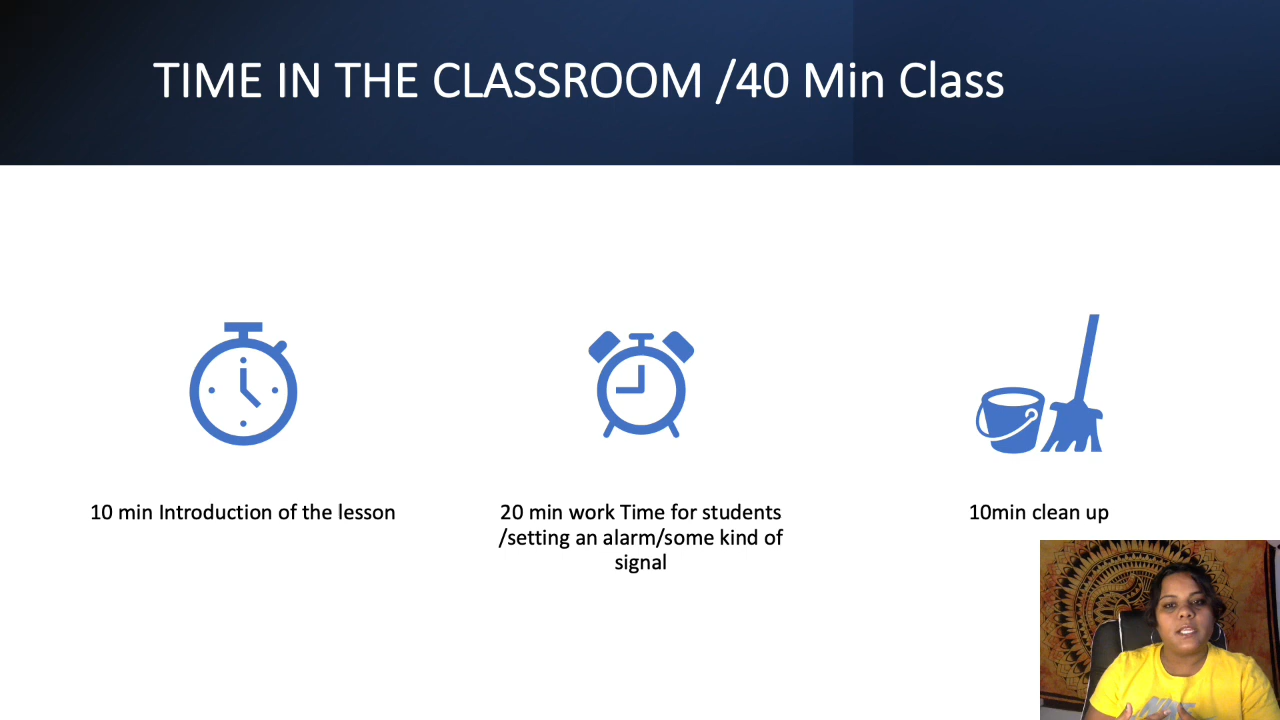 TIME IN THE CLASSROOM /40 Min Class
10 min Introduction of the lesson
20 min work Time for students
/setting an alarm/some kind of
signal
10min clean up